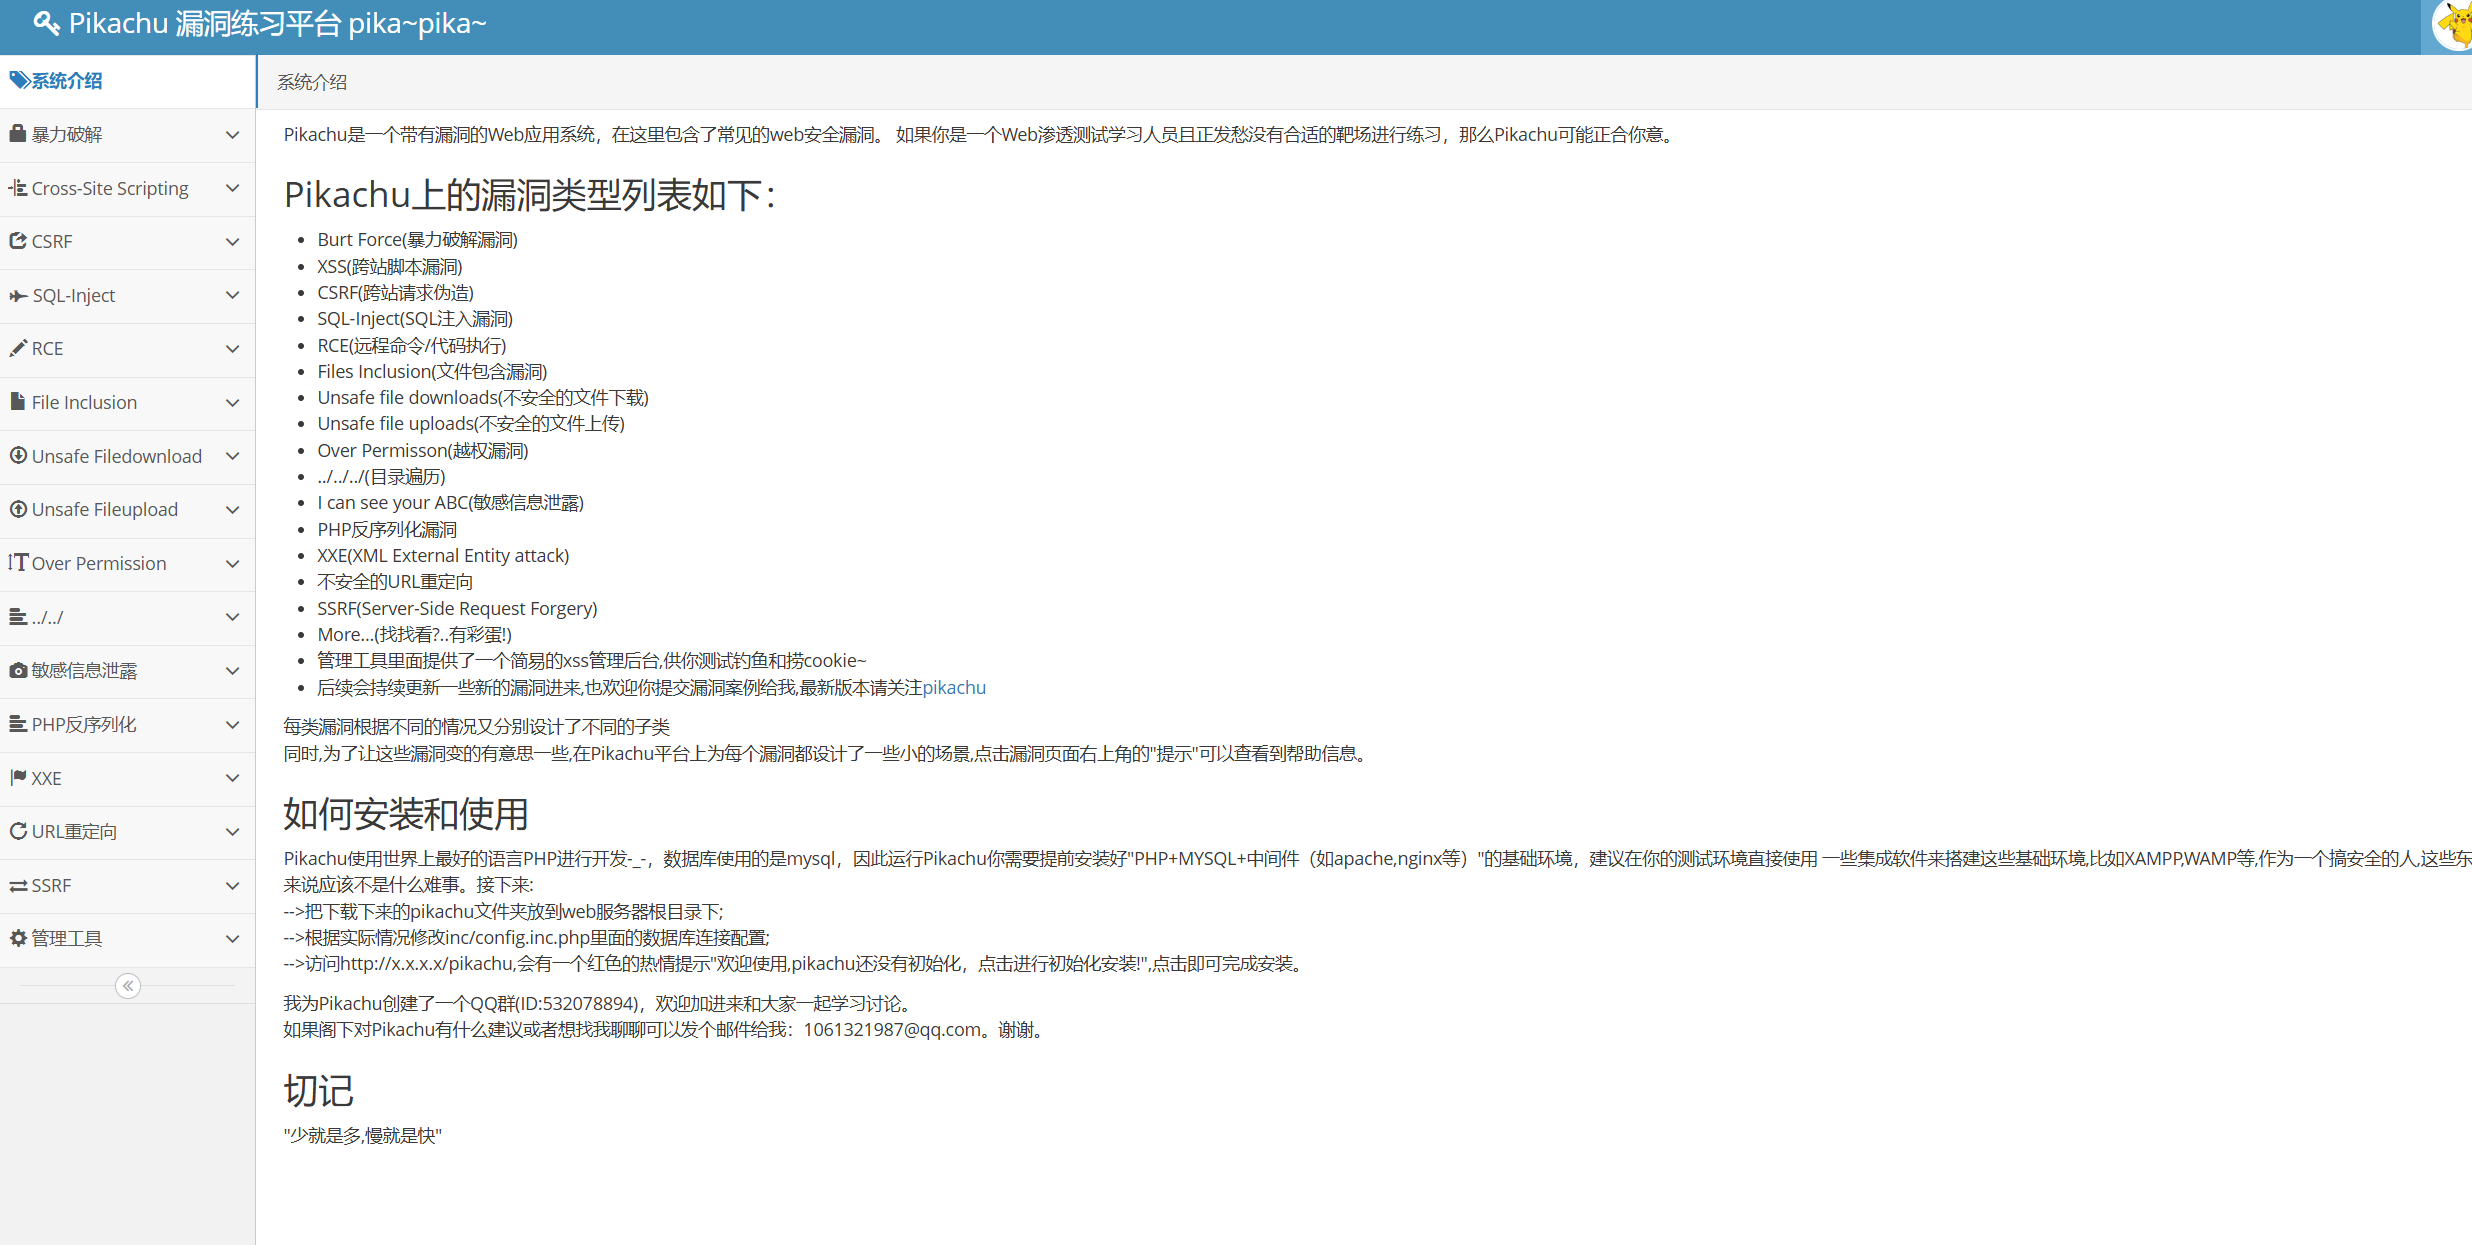 Pikachu 漏洞练习平台 pika~pika~
系统介绍
暴力破解
Cross-Site Scripting
CSRF
SQL-Inject
RCE
File Inclusion
Unsafe Filedownload
Unsafe Fileupload
Over Permission
../../
敏感信息泄露
PHP反序列化
XXE
URL重定向
SSRF
管理工具
系统介绍
Pikachu是一个带有漏洞的Web应用系统，在这里包含了常见的web安全漏洞。 如果你是一个Web渗透测试学习人员且正发愁没有合适的靶场进行练习，那么Pikachu可能正合你意。
Pikachu上的漏洞类型列表如下：
Burt Force(暴力破解漏洞)
XSS(跨站脚本漏洞)
CSRF(跨站请求伪造)
SQL-Inject(SQL注入漏洞)
RCE(远程命令/代码执行)
Files Inclusion(文件包含漏洞)
Unsafe file downloads(不安全的文件下载)
Unsafe file uploads(不安全的文件上传)
Over Permisson(越权漏洞)
../../../(目录遍历)
I can see your ABC(敏感信息泄露)
PHP反序列化漏洞
XXE(XML External Entity attack)
不安全的URL重定向
SSRF(Server-Side Request Forgery)
More...(找找看?..有彩蛋!)
管理工具里面提供了一个简易的xss管理后台,供你测试钓鱼和捞cookie~
后续会持续更新一些新的漏洞进来,也欢迎你提交漏洞案例给我,最新版本请关注pikachu
每类漏洞根据不同的情况又分别设计了不同的子类
同时,为了让这些漏洞变的有意思一些,在Pikachu平台上为每个漏洞都设计了一些小的场景,点击漏洞页面右上角的"提示"可以查看到帮助信息。
如何安装和使用
Pikachu使用世界上最好的语言PHP进行开发-_-，数据库使用的是mysql，因此运行Pikachu你需要提前安装好"PHP+MYSQL+中间件（如apache,nginx等）"的基础环境，建议在你的测试环境直接使用 一些集成软件来搭建这些基础环境,比如XAMPP,WAMP等,作为一个搞安全的人,这些东
来说应该不是什么难事。接下来:
-->把下载下来的pikachu文件夹放到web服务器根目录下;
-->根据实际情况修改inc/config.inc.php里面的数据库连接配置;
-->访问http://x.x.x.x/pikachu,会有一个红色的热情提示"欢迎使用,pikachu还没有初始化，点击进行初始化安装!",点击即可完成安装。
我为Pikachu创建了一个QQ群(ID:532078894)，欢迎加进来和大家一起学习讨论。
如果阁下对Pikachu有什么建议或者想找我聊聊可以发个邮件给我：1061321987@qq.com。谢谢。
切记
"少就是多,慢就是快"